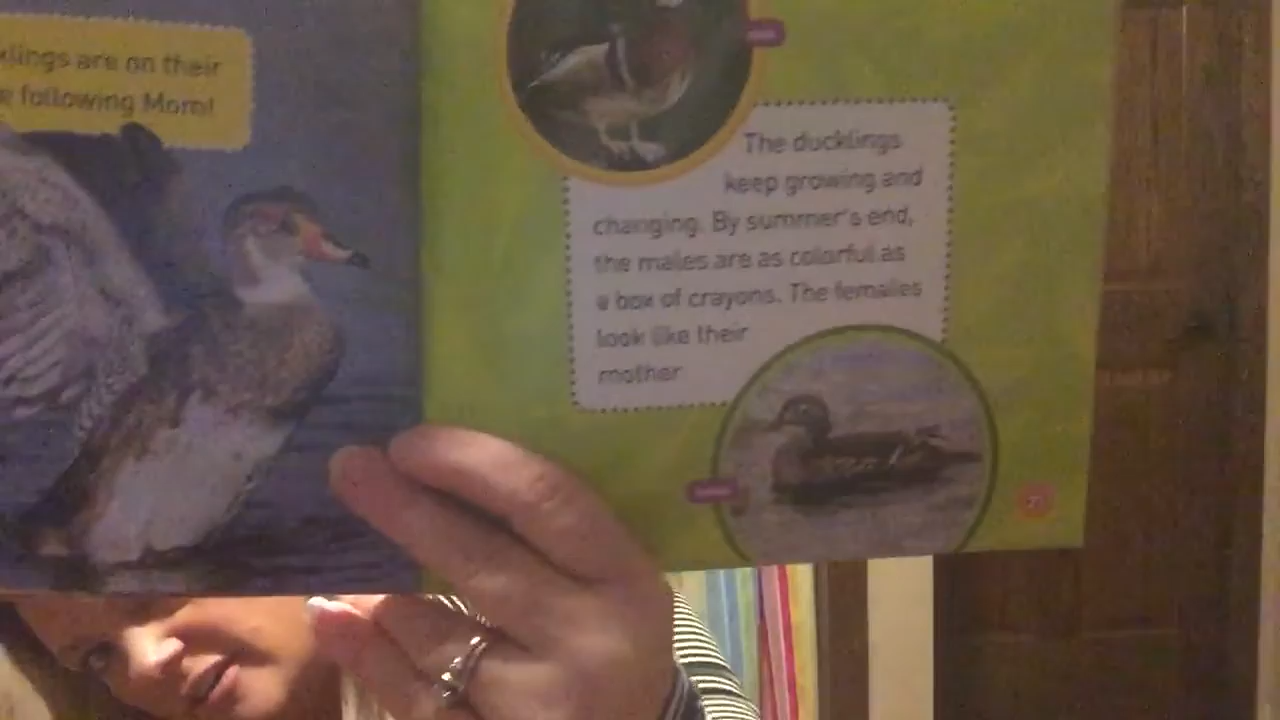 are on their
following Mom!
The ducklings
keep growing and
changing. By summer's end,
the males are as colorful as
a box of crayons. The females
look like their
mother